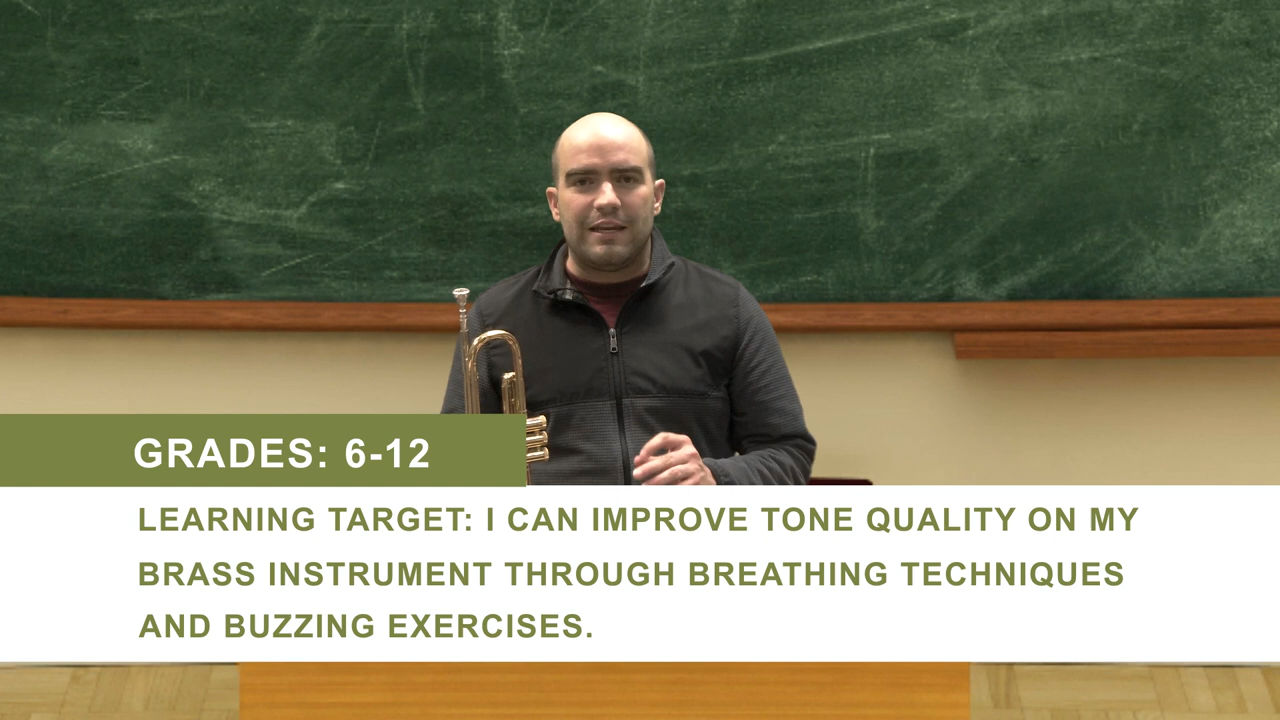 GRADES: 6-12
LEARNING TARGET: I CAN IMPROVE TONE QUALITY ON MY
BRASS INSTRUMENT THROUGH BREATHING TECHNIQUES
AND BUZZING EXERCISES.